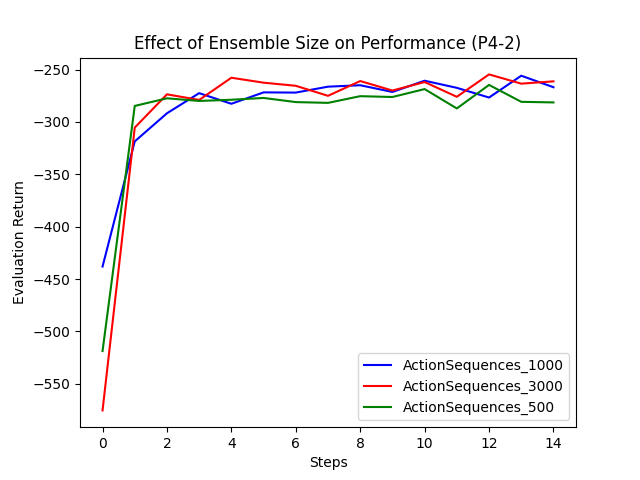 Effect of Ensemble Size on Performance (P4-2)
Evaluation Return
−250
−300
−350
−400
−450
−500
−550
ActionSequences_1000
ActionSequences_3000
ActionSequences_500
0 2 4 6 8 10 12 14
Steps